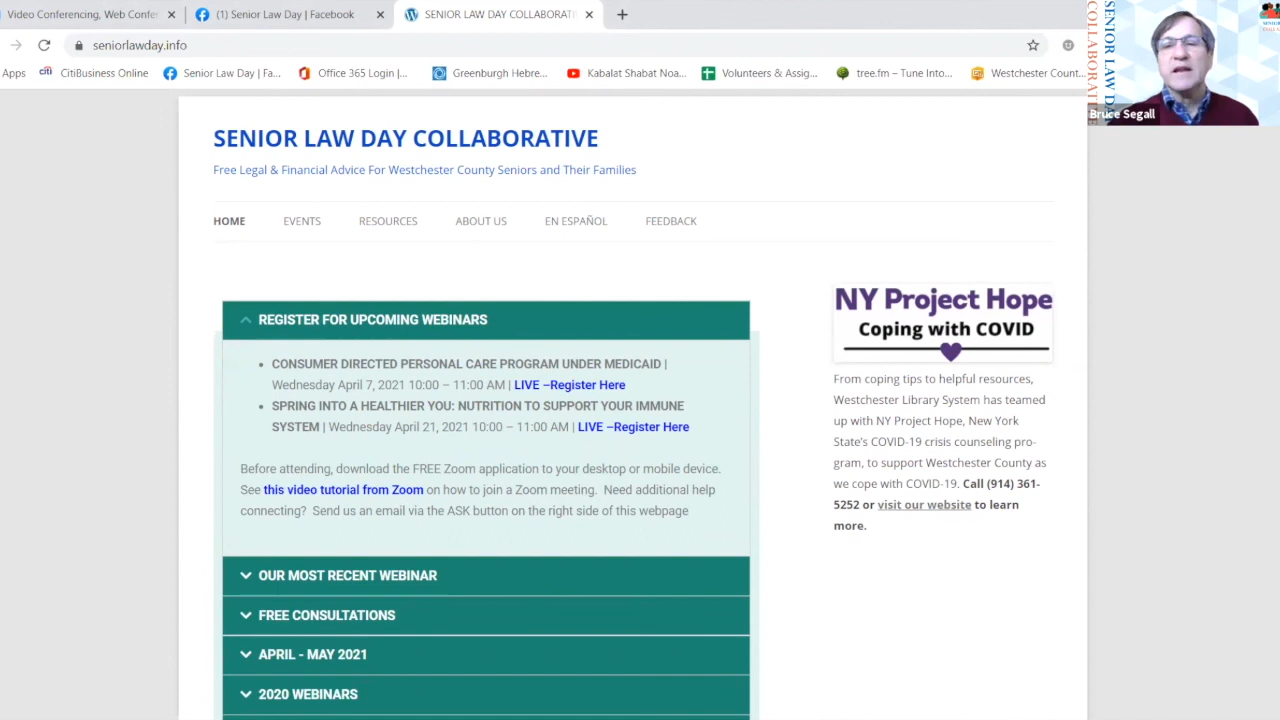 Video Conferencing, Web Confer
(1) Senior Law Day | Facebook
SENIOR LAW DAY COLLABORATI
seniorlawday.info
Apps
citi CitiBusiness Online
Senior Law Day | Fa...
Office 365 Login |...
Greenburgh Hebre...
Kabalat Shabat Noa...
Volunteers & Assig...
tree.fm – Tune Into...
Westchester Count...
COLLABORATI
SENIOR LAW DA
Bruce Segall
SENIOR LAW DAY COLLABORATIVE
Free Legal & Financial Advice For Westchester County Seniors and Their Families
HOME
EVENTS
RESOURCES
ABOUT US
EN ESPAÑOL
FEEDBACK
REGISTER FOR UPCOMING WEBINARS
• CONSUMER DIRECTED PERSONAL CARE PROGRAM UNDER MEDICAID |
Wednesday April 7, 2021 10:00 – 11:00 AM | LIVE –Register Here
• SPRING INTO A HEALTHIER YOU: NUTRITION TO SUPPORT YOUR IMMUNE
SYSTEM | Wednesday April 21, 2021 10:00 – 11:00 AM | LIVE –Register Here
Before attending, download the FREE Zoom application to your desktop or mobile device.
See this video tutorial from Zoom on how to join a Zoom meeting. Need additional help
connecting? Send us an email via the ASK button on the right side of this webpage
OUR MOST RECENT WEBINAR
FREE CONSULTATIONS
APRIL - MAY 2021
2020 WEBINARS
NY Project Hope
Coping with COVID
From coping tips to helpful resources,
Westchester Library System has teamed
up with NY Project Hope, New York
State's COVID-19 crisis counseling pro-
gram, to support Westchester County as
we cope with COVID-19. Call (914) 361-
5252 or visit our website to learn
more.